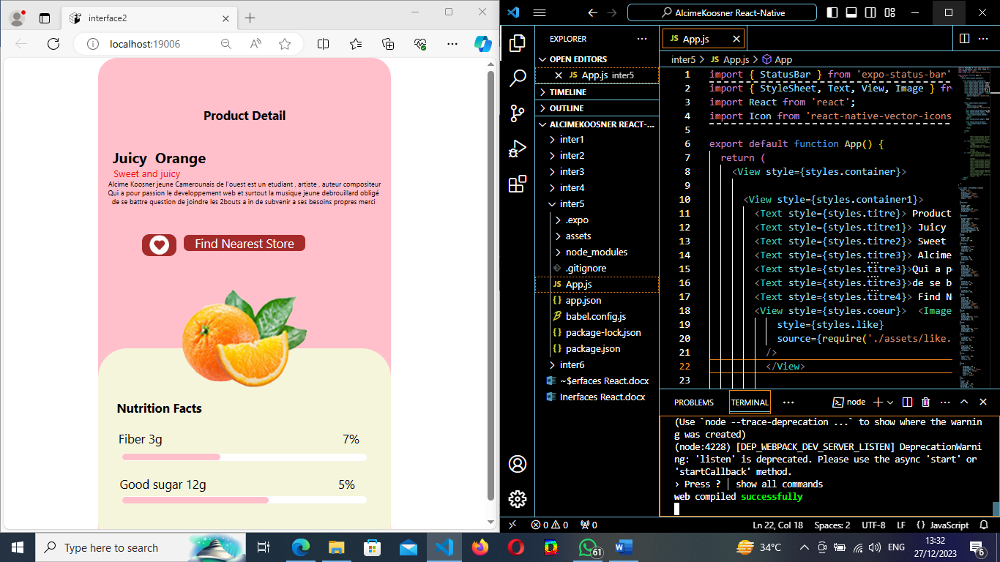 interface2
localhost:19006
Product Detail
Juicy  Orange
Sweet and juicy
Alcime Koosner jeune Camerounais de l'ouest est un etudiant , artiste , auteur compositeur
Qui a pour passion le developpement web et surtout la musique jeune debrouillard obligé
de se battre question de joindre les 2bouts a in de subvenir a ses besoins propres merci
Find Nearest Store
Nutrition Facts
Fiber 3g 7%
Good sugar 12g 5%
AlcimeKoosner React-Native
EXPLORER
OPEN EDITORS
JS App.js inter5
TIMELINE
OUTLINE
ALCIMEKOOSNER REACT-...
inter1
inter2
inter3
inter4
inter5
.expo
assets
node_modules
.gitignore
JS App.js
{} app.json
babel.config.js
{} package-lock.json
{} package.json
inter6
~$erfaces React.docx
Inerfaces React.docx
JS App.js
inter5 > JS App.js > App
1 import { StatusBar } from 'expo-status-bar'
2 import { StyleSheet, Text, View, Image } fr
3 import React from 'react';
4 import Icon from 'react-native-vector-icons
5
6 export default function App() {
7 return (
8 <View style={styles.container}>
9
10 <View style={styles.container1}>
11 <Text style={styles.titre}> Product
12 <Text style={styles.titre1}> Juicy
13 <Text style={styles.titre2}> Sweet
14 <Text style={styles.titre3}> Alcime
15 <Text style={styles.titre3}>Qui a p
16 <Text style={styles.titre3}>de se b
17 <Text style={styles.titre4}> Find N
18 <View style={styles.coeur}>  <Image
19 style={styles.like}
20 source={require('./assets/like.
21 />
22 </View>
23
PROBLEMS TERMINAL ... node
(Use `node --trace-deprecation ...` to show where the warnin
g was created)
(node:4228) [DEP_WEBPACK_DEV_SERVER_LISTEN] DeprecationWarni
ng: 'listen' is deprecated. Please use the async 'start' or
'startCallback' method.
› Press ? │ show all commands
web compiled successfully
0 0 0 Ln 22, Col 18 Spaces: 2 UTF-8 LF {} JavaScript
Type here to search
61
34°C
ENG
13:32
27/12/2023
6